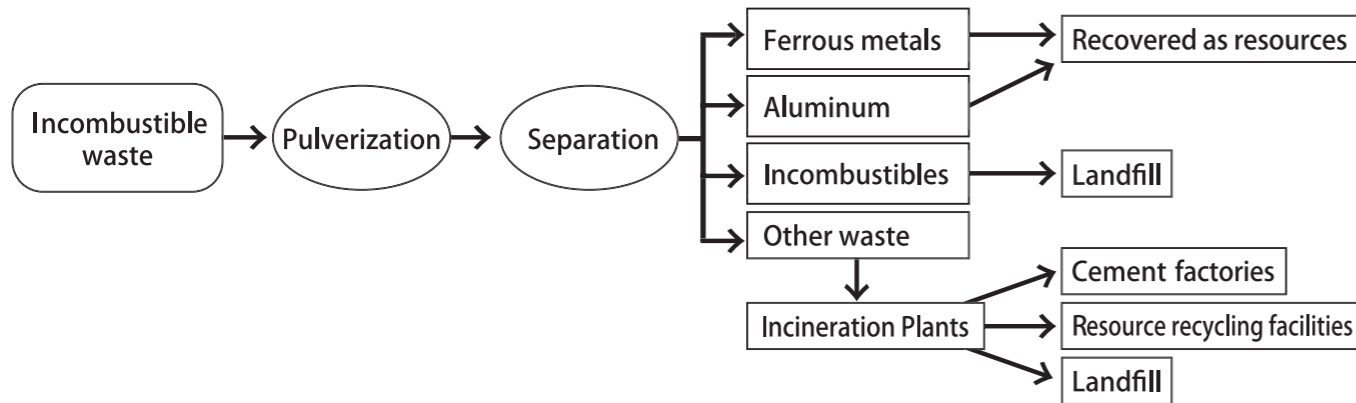 Incombustible
waste
Pulverization
Separation
Ferrous metals
Recovered as resources
Aluminum
Incombustibles
Landfill
Other waste
Cement factories
Incineration Plants
Resource recycling facilities
Landfill